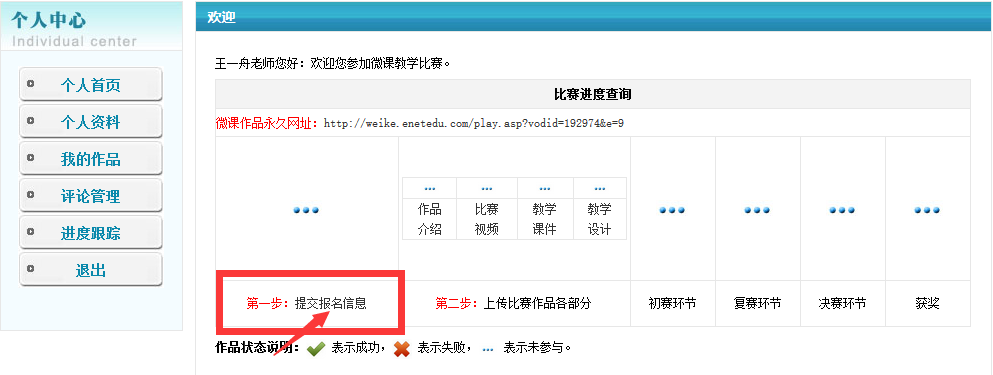 个人中心
Individual center
个人首页
个人资料
我的作品
评论管理
进度跟踪
退出
欢迎
王一舟老师您好：欢迎您参加微课教学比赛。
比赛进度查询
微课作品永久网址：http://weike.enetedu.com/play.asp?vodid=192974&e=9
作品 比赛 教学 教学
介绍 视频 课件 设计
第一步：提交报名信息 第二步：上传比赛作品各部分 初赛环节 复赛环节 决赛环节 获奖
作品状态说明： 表示成功， 表示失败， ... 表示未参与。